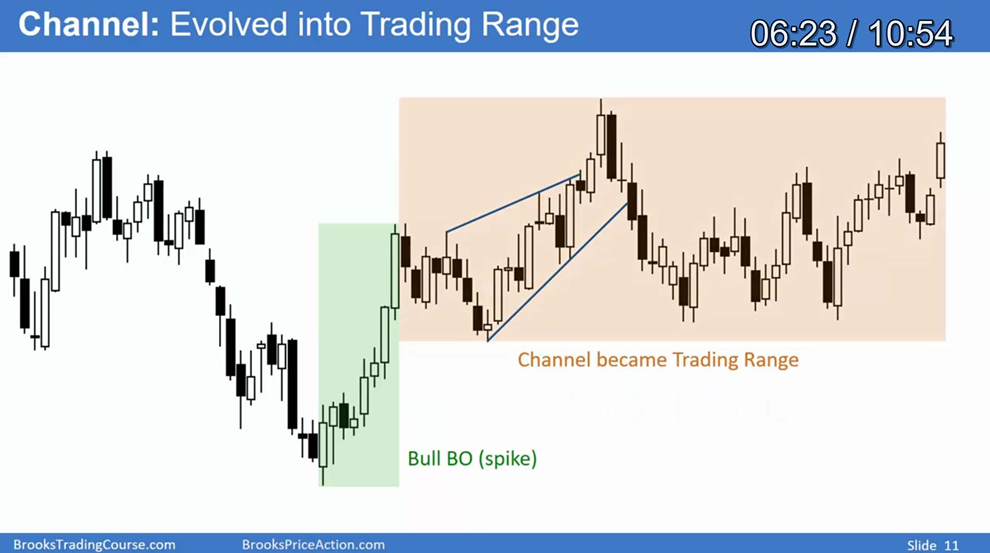 Channel: Evolved into Trading Range
06:23 / 10:54
Channel became Trading Range
Bull BO (spike)
BrooksTradingCourse.com
BrooksPriceAction.com
Slide 11